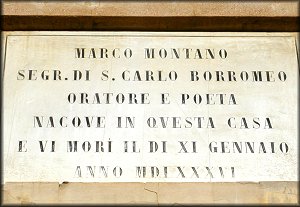 MARCO MONTANO
SEGR. DI S. CARLO BORROMEO
ORATORE E POETA
NACQVE IN QVESTA CASA
E VI MORÌ IL DI XI GENNAIO
ANNO MDLXXXVI